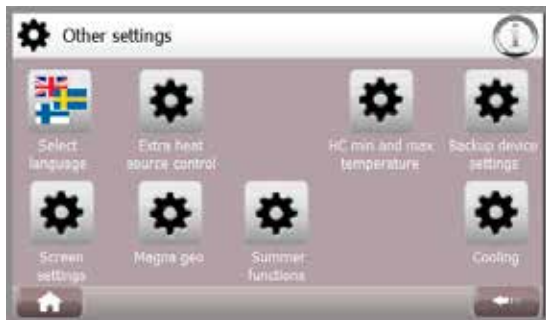 Other settings
Select
language
Extra heat
source control
HC min and max
temperature
Backup device
settings
Screen
settings
Magna geo
Summer
functions
Cooling